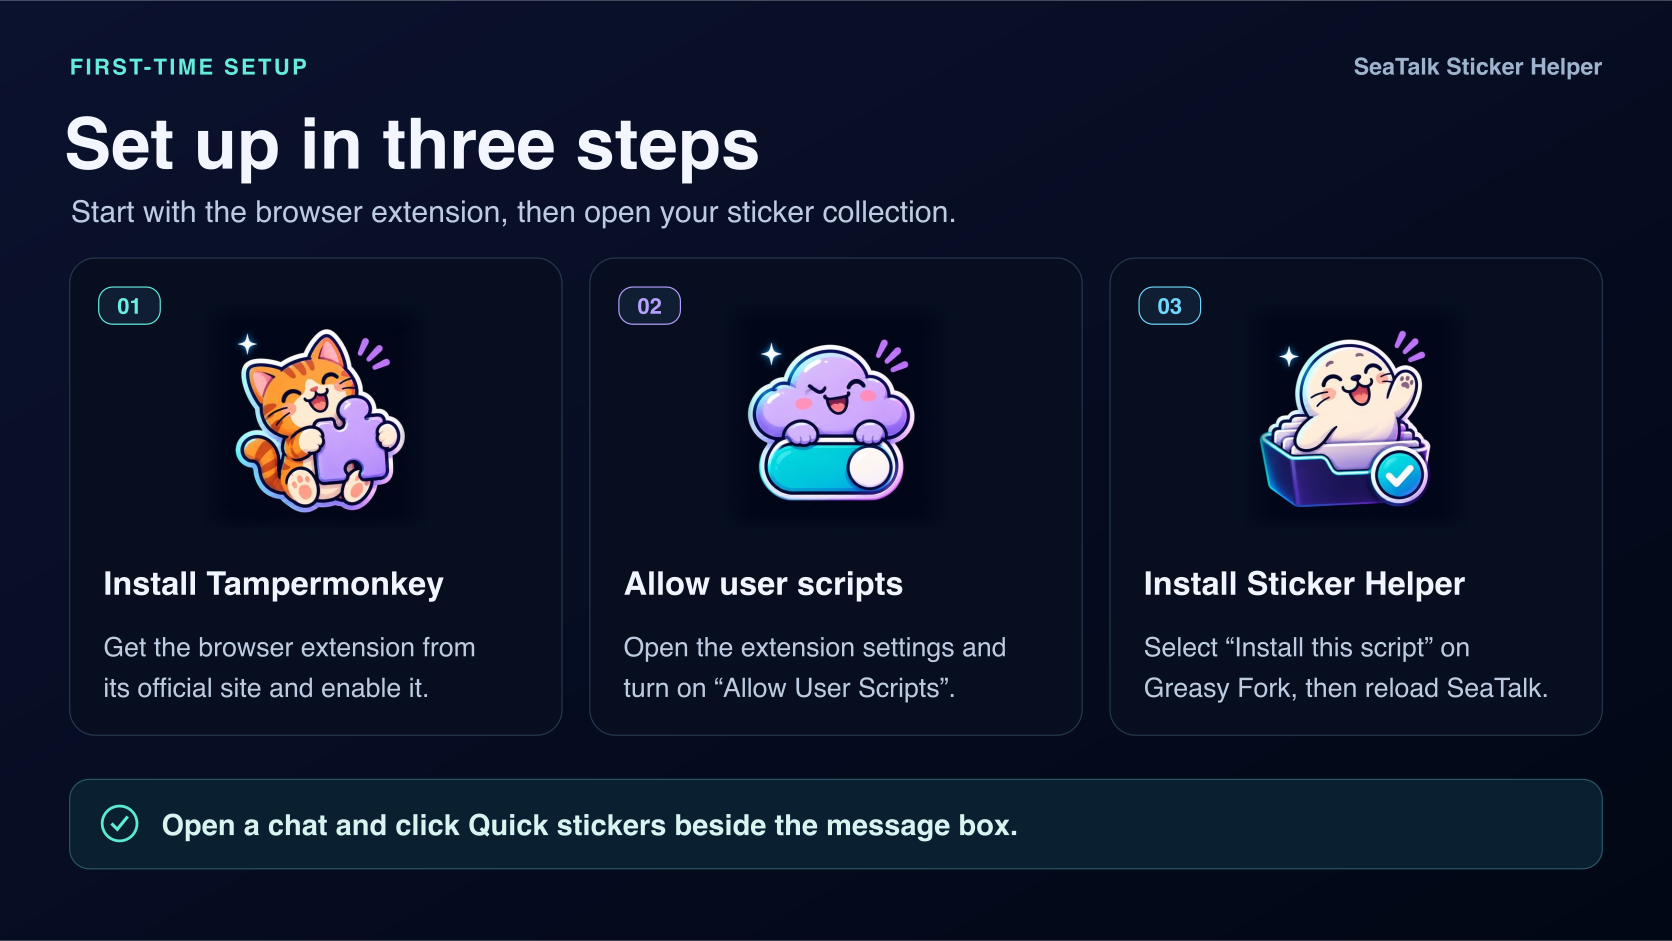 FIRST-TIME SETUP
SeaTalk Sticker Helper
Set up in three steps
Start with the browser extension, then open your sticker collection.
01
Install Tampermonkey
Get the browser extension from
its official site and enable it.
02
Allow user scripts
Open the extension settings and
turn on “Allow User Scripts”.
03
Install Sticker Helper
Select “Install this script” on
Greasy Fork, then reload SeaTalk.
Open a chat and click Quick stickers beside the message box.